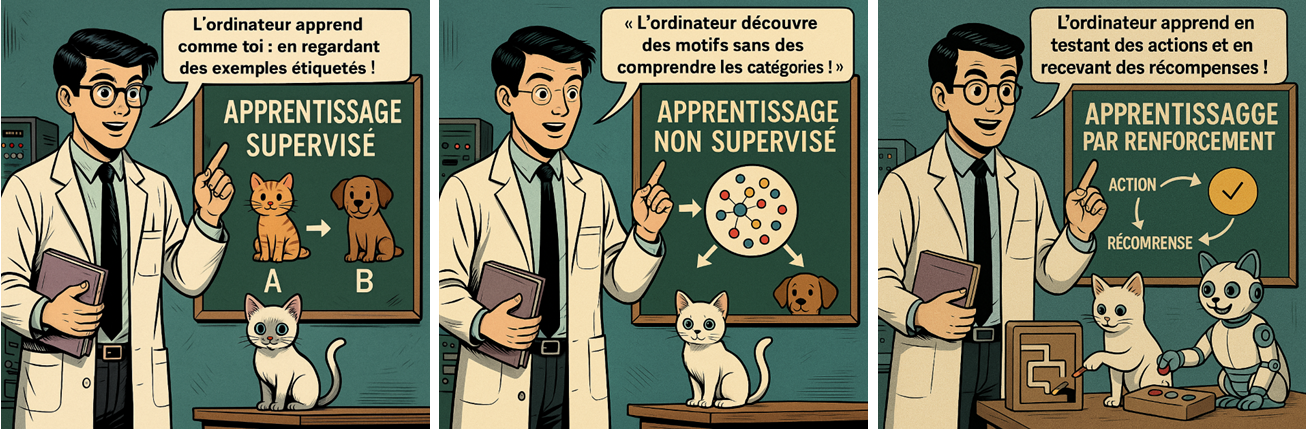 L'ordinateur apprend
comme toi : en regardant
des exemples étiquetés !
APPRENTISSAGE
SUPERVISÉ
A
B
« L'ordinateur découvre
des motifs sans des
comprendre les catégories ! »
APPRENTISSAGE
NON SUPERVISÉ
L'ordinateur apprend en
testant des actions et en
recevant des récompenses !
APPRENTISSAGGE
PAR RENFORCEMENT
ACTION
RÉCOMRENSE